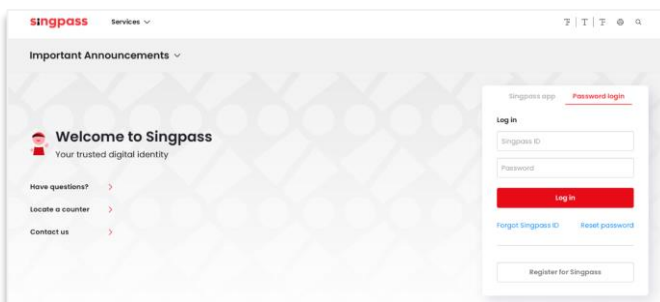 singpass
Services
T | T | T
Important Announcements
Singpass app
Password login
Log in
Singpass ID
Welcome to Singpass
Your trusted digital identity
Password
Have questions?
Log in
Locate a counter
Forgot Singpass ID
Reset password
Contact us
Register for Singpass